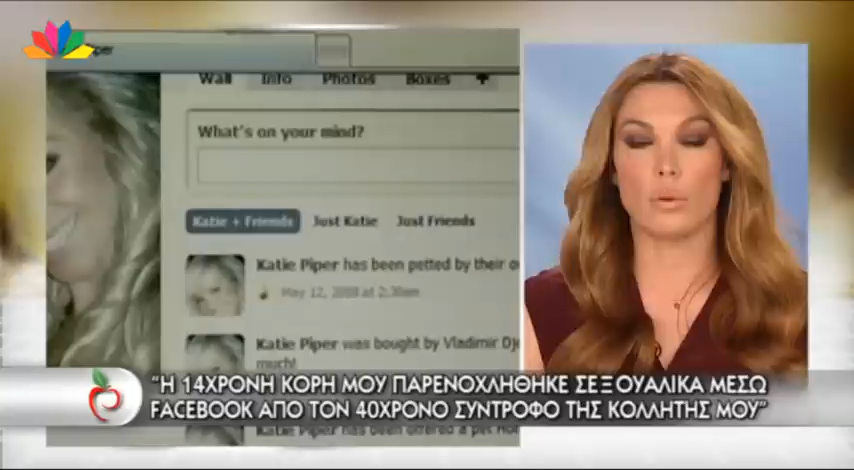 per
Wall Info Photos Boxes +
What's on your mind?
Katie + Friends Just Katie Just Friends
Katie Piper has been petted by their o
May 12, 2008 at 2:30am
Katie Piper was bought by Vladimir Dj
much!
"Η 14ΧΡΟΝΗ ΚΟΡΗ ΜΟΥ ΠΑΡΕΝΟΧΛΗΘΗΚΕ ΣΕΞΟΥΑΛΙΚΑ ΜΕΣΩ
FACEBOOK ΑΠΟ ΤΟΝ 40ΧΡΟΝΟ ΣΥΝΤΡΟΦΟ ΤΗΣ ΚΟΛΛΗΤΗΣ ΜΟΥ"
Katie Piper has been offered a pet